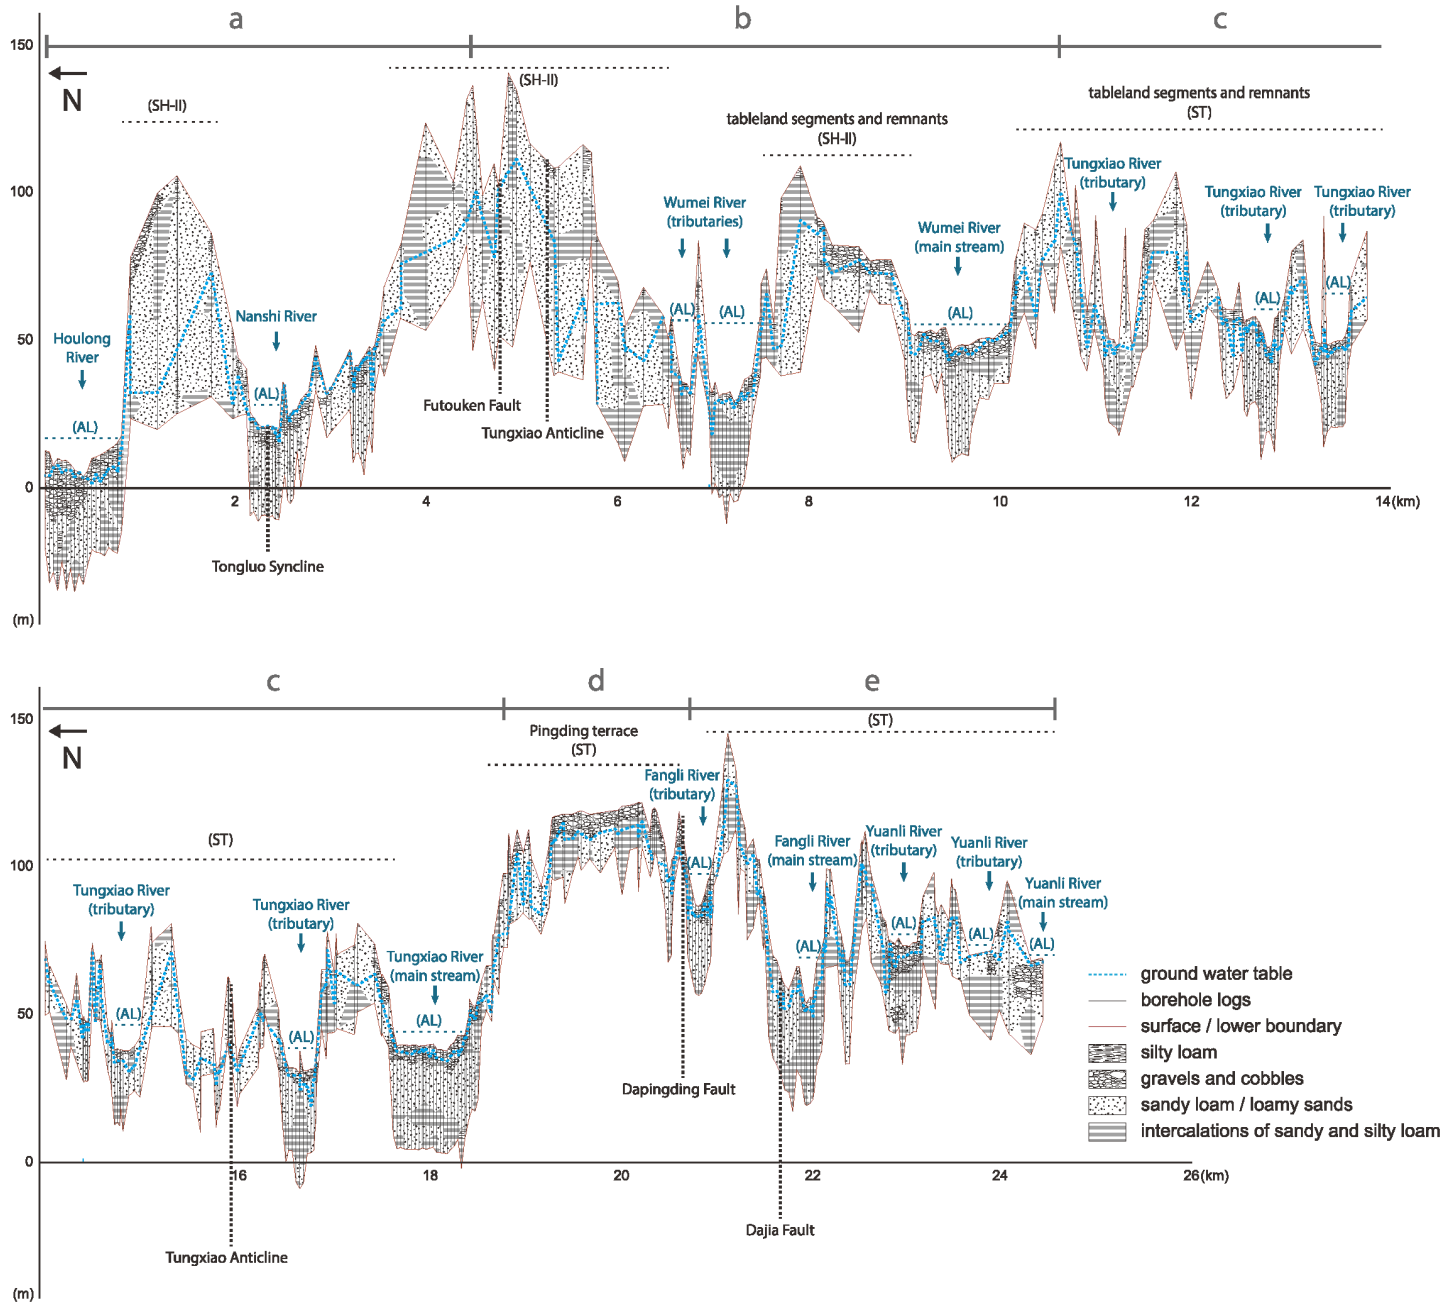 a
b
c
150
N
(SH-II)
(SH-II)
tableland segments and remnants
(SH-II)
tableland segments and remnants
(ST)
Tungxiao River
(tributary)
100
Wumei River
(tributaries)
Tungxiao River
(tributary)
Tungxiao River
(tributary)
Wumei River
(main stream)
Nanshi River
Houlong
River
50
(AL)
(AL)
(AL)
(AL)
(AL)
(AL)
(AL)
Futouken Fault
Tungxiao Anticline
0
2
4
6
8
10
12
14 (km)
Tongluo Syncline
(m)
c
d
e
150
N
Pingding terrace
(ST)
(ST)
Fangli River
(tributary)
(ST)
100
Tungxiao River
(tributary)
Tungxiao River
(tributary)
Tungxiao River
(main stream)
Fangli River
(main stream)
Yuanli River
(tributary)
Yuanli River
(tributary)
Yuanli River
(main stream)
(AL)
(AL)
(AL)
(AL)
(AL)
(AL)
(AL)
(AL)
50
Dapingding Fault
0
16
18
20
22
24
26 (km)
Dajia Fault
Tungxiao Anticline
(m)
ground water table
borehole logs
surface / lower boundary
silty loam
gravels and cobbles
sandy loam / loamy sands
intercalations of sandy and silty loam